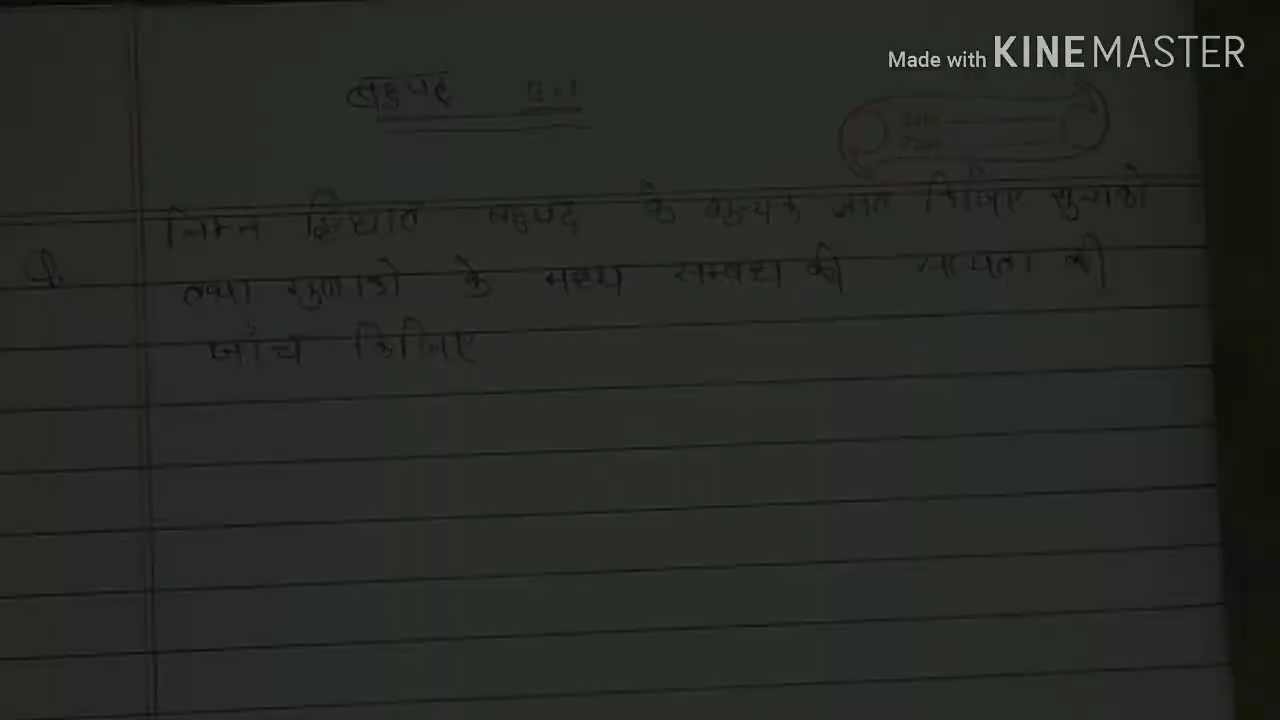 Made with KINEMASTER
बहुपद
निम्न द्विघात बहुपद के शुन्यक ज्ञात किजिए सुन्यको
Q. तथा गुणाको के मध्य सम्बन्ध की सत्यता की
जाँच किजिए